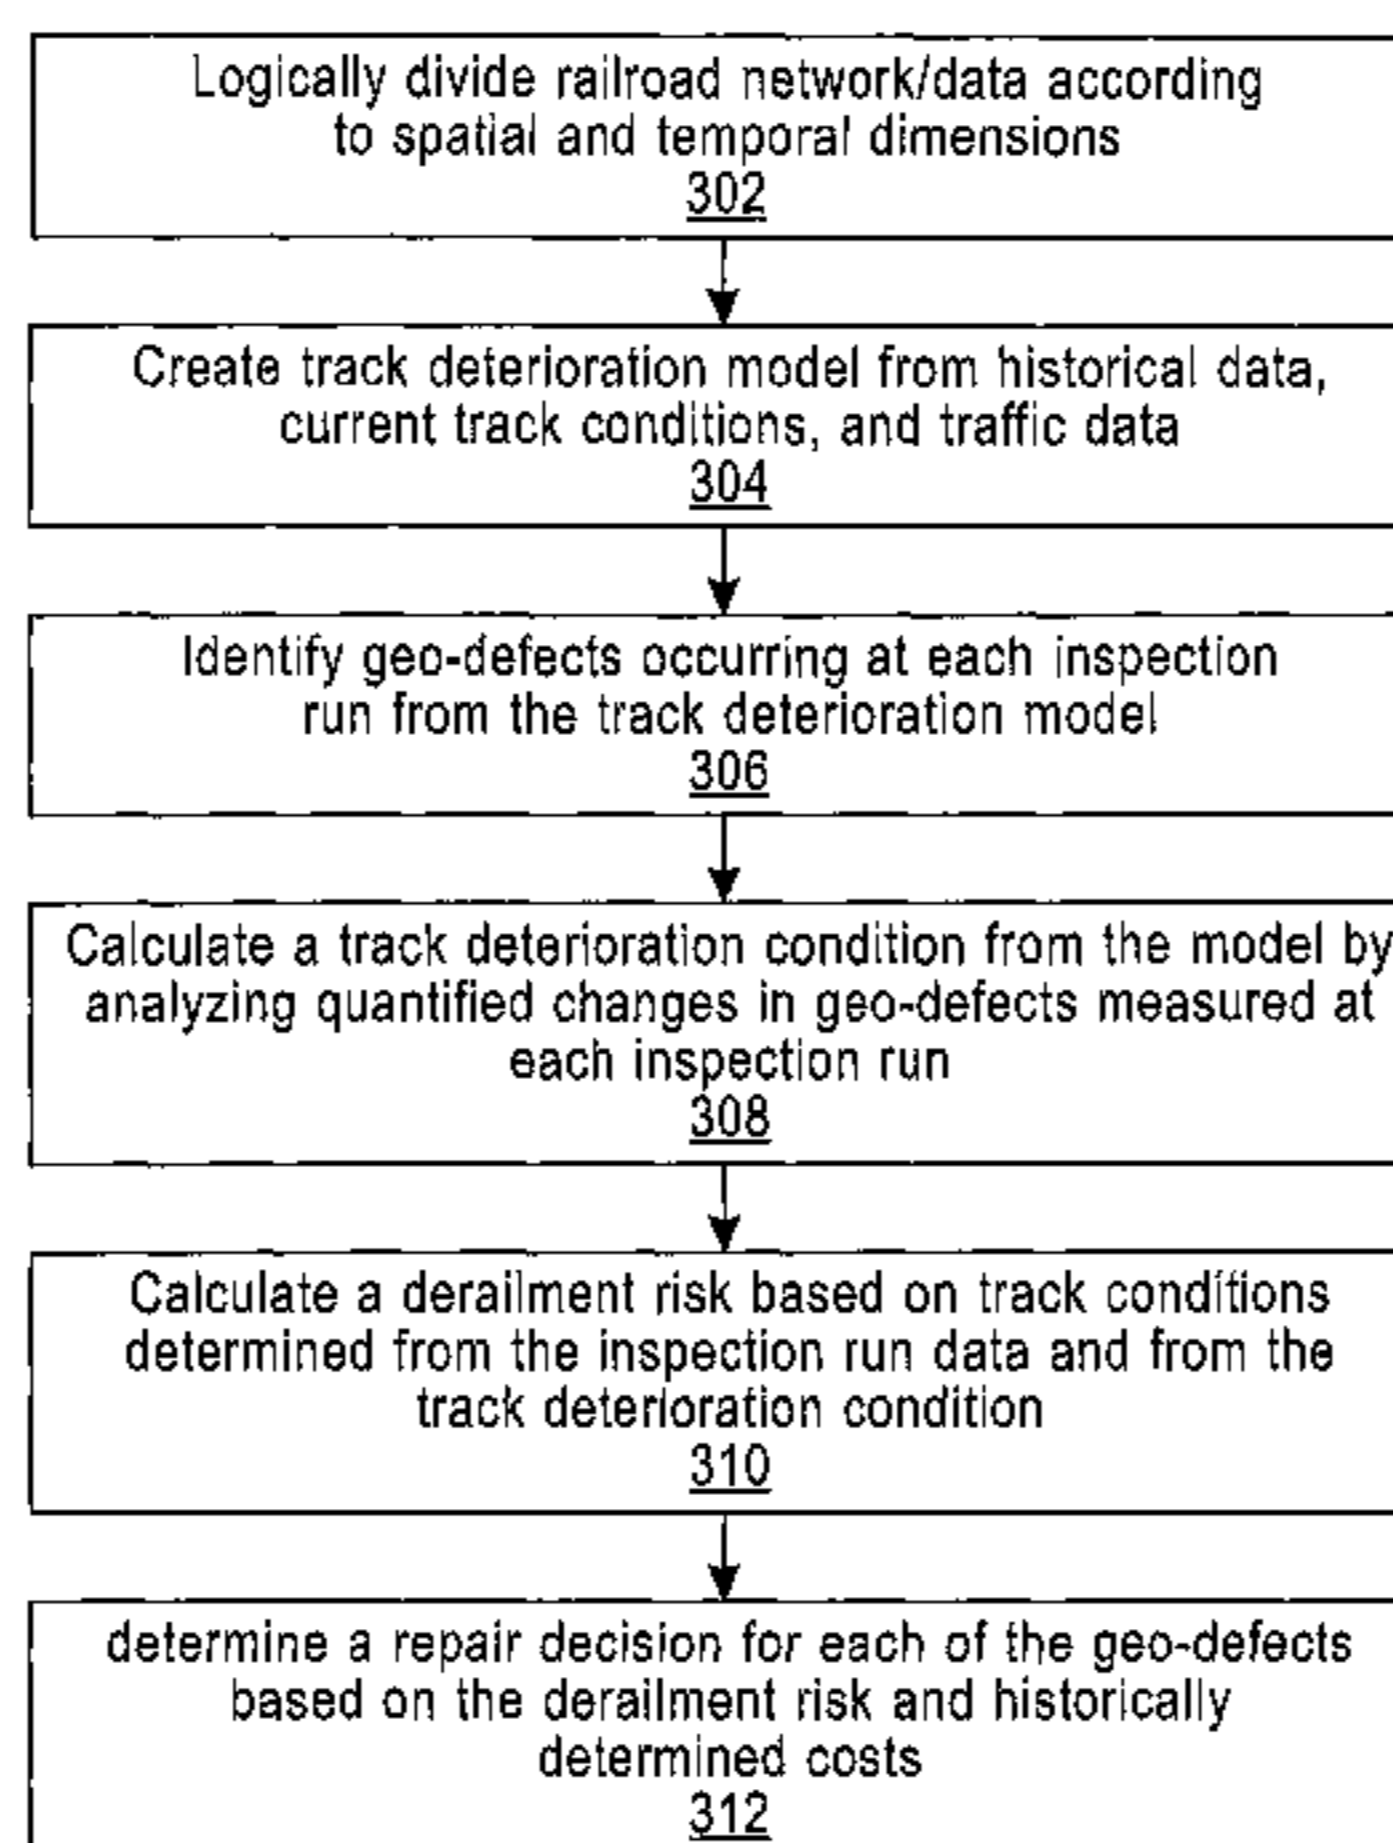 Logically divide railroad network/data according
to spatial and temporal dimensions
302
Create track deterioration model from historical data,
current track conditions, and traffic data
304
Identify geo-defects occurring at each inspection
run from the track deterioration model
306
Calculate a track deterioration condition from the model by
analyzing quantified changes in geo-defects measured at
each inspection run
308
Calculate a derailment risk based on track conditions
determined from the inspection run data and from the
track deterioration condition
310
determine a repair decision for each of the geo-defects
based on the derailment risk and historically
determined costs
312